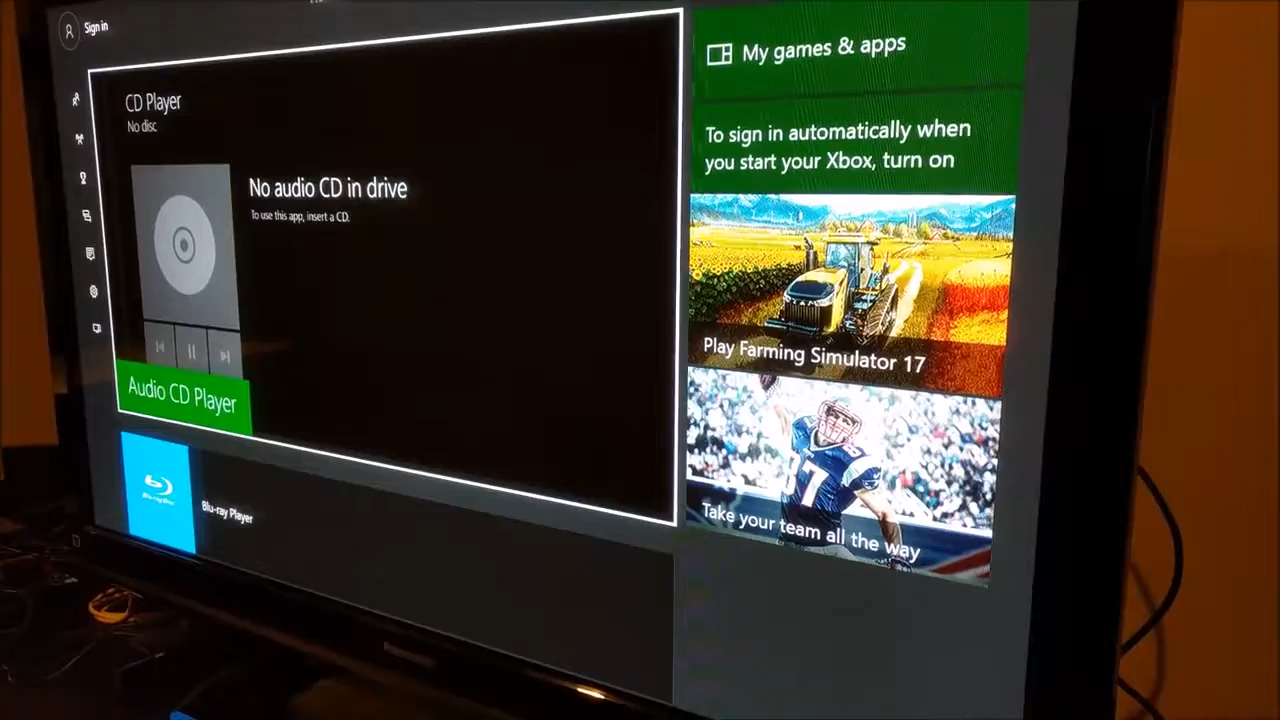 Sign in
CD Player
No disc
No audio CD in drive
To use this app, insert a CD.
Audio CD Player
Blu-ray Player
My games & apps
To sign in automatically when
you start your Xbox, turn on
Play Farming Simulator 17
87
Take your team all the way